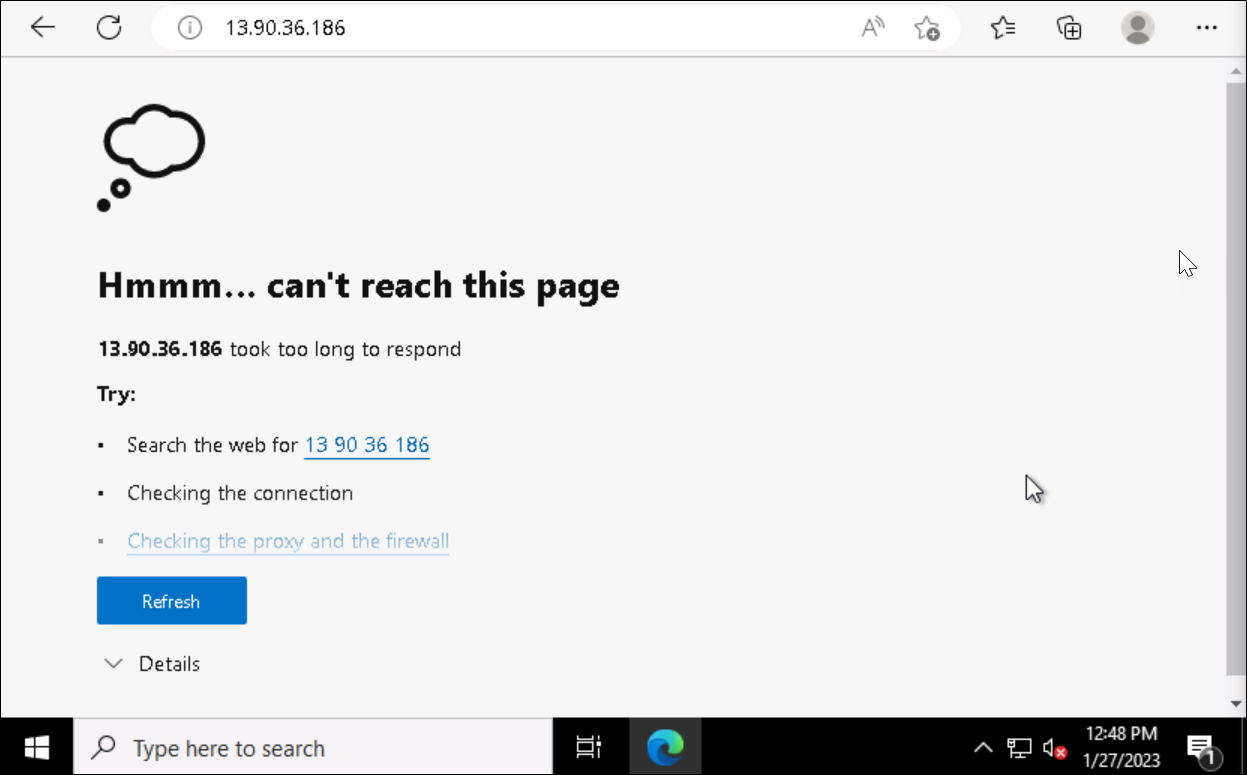 13.90.36.186
Hmmm... can't reach this page
13.90.36.186 took too long to respond
Try:
▪ Search the web for 13 90 36 186
▪ Checking the connection
▪ Checking the proxy and the firewall
Refresh
Details
Type here to search
12:48 PM
1/27/2023
1